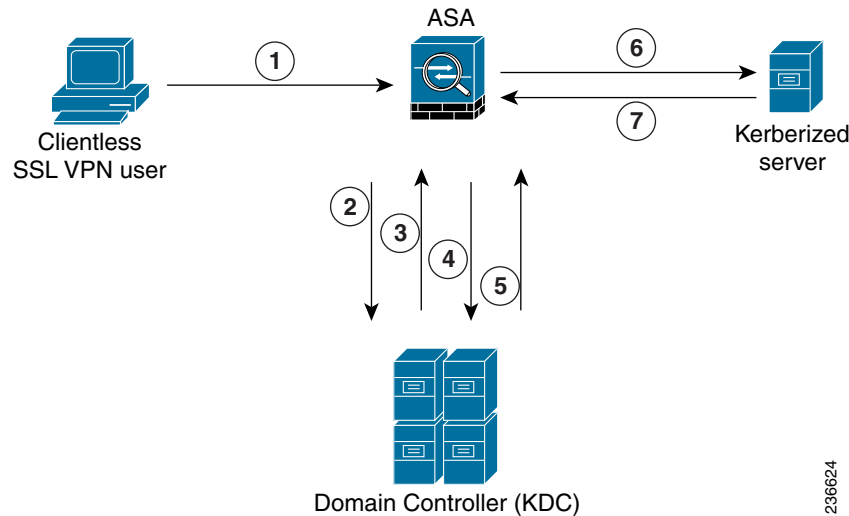 ASA
1
6
7
Clientless
SSL VPN user
Kerberized
server
2
3
4
5
Domain Controller (KDC)
236624